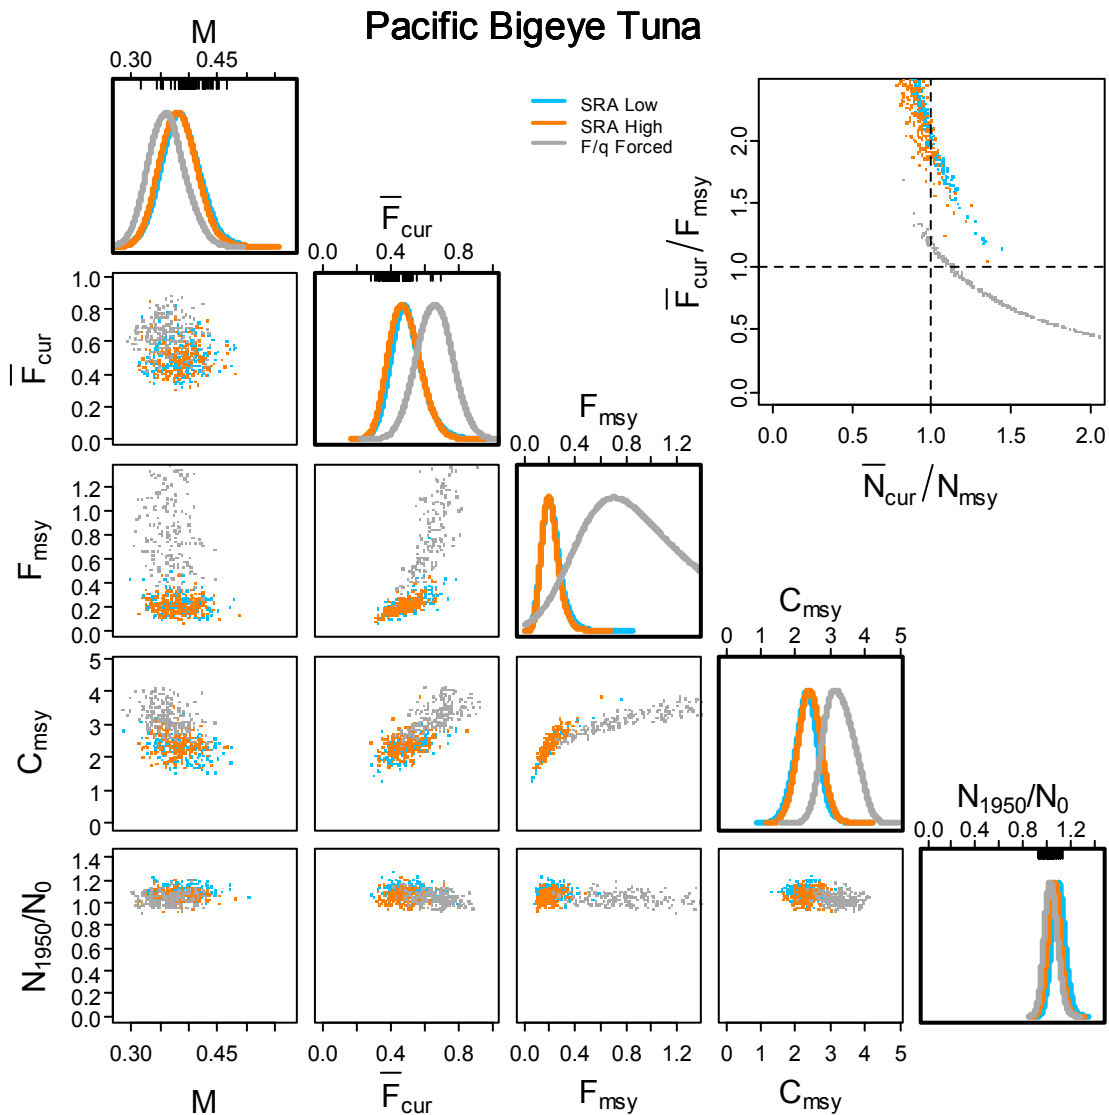 Pacific Bigeye Tuna
M
0.30 0.45
SRA Low
SRA High
F/q Forced
F̅cur
0.0 0.4 0.8
F̅cur / Fmsy
0.0 0.5 1.0 1.5 2.0
0.0 0.5 1.0 1.5 2.0
N̅cur / Nmsy
F̅cur
0.0 0.2 0.4 0.6 0.8 1.0
Fmsy
0.0 0.4 0.8 1.2
Fmsy
0.0 0.2 0.4 0.6 0.8 1.0 1.2
Cmsy
0 1 2 3 4 5
Cmsy
0 1 2 3 4 5
N1950/N0
0.0 0.4 0.8 1.2
N1950/N0
0.0 0.2 0.4 0.6 0.8 1.0 1.2 1.4
0.30 0.45 0.0 0.4 0.8 0.0 0.4 0.8 1.2 0 1 2 3 4 5
M F̅cur Fmsy Cmsy